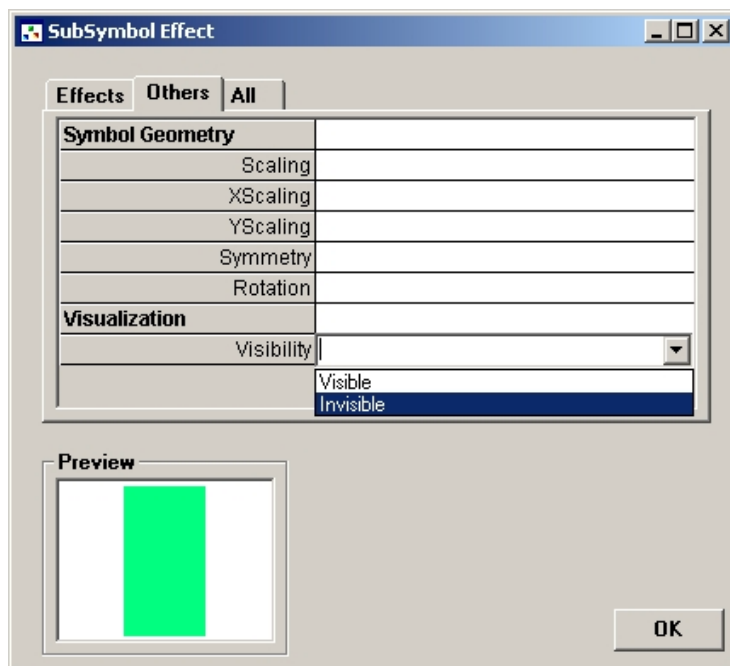 SubSymbol Effect
Effects Others All
Symbol Geometry
Scaling
XScaling
YScaling
Symmetry
Rotation
Visualization
Visibility
Visible
Invisible
Preview
OK